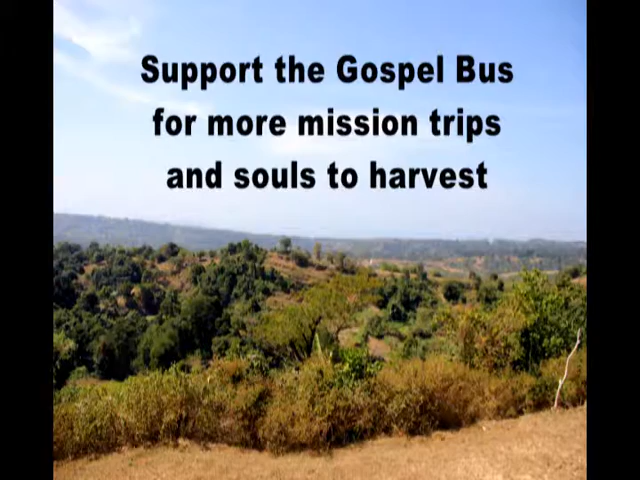 Support the Gospel Bus
for more mission trips
and souls to harvest